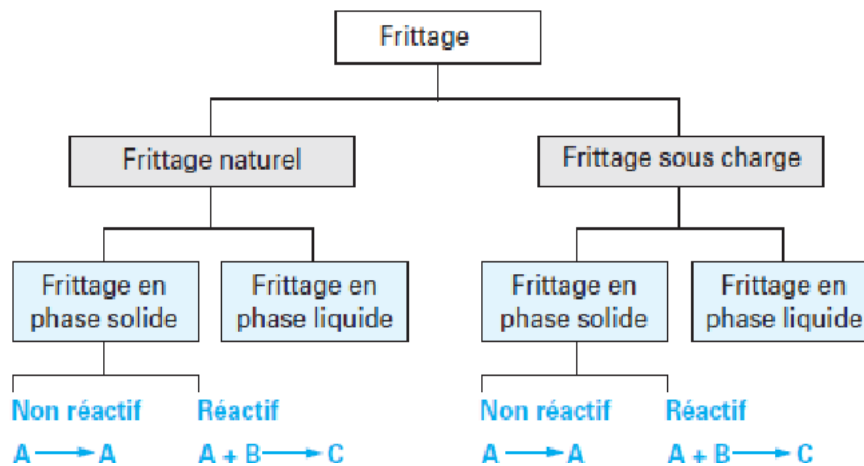 Frittage
Frittage naturel
Frittage sous charge
Frittage en
phase solide
Frittage en
phase liquide
Frittage en
phase solide
Frittage en
phase liquide
Non réactif
Réactif
Non réactif
Réactif
A → A
A + B → C
A → A
A + B → C